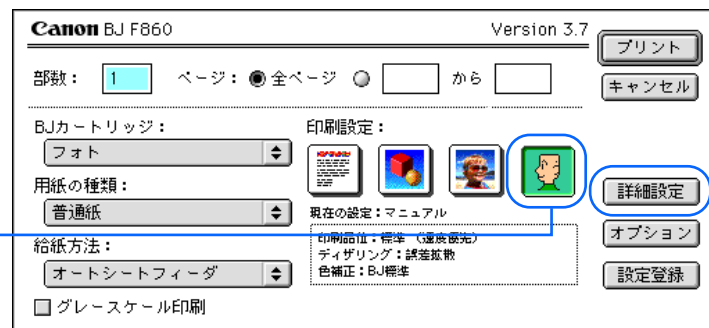 Canon BJ F860 Version 3.7
プリント
部数： 1 ページ： 全ページ から
キャンセル
BJカートリッジ： 印刷設定：
フォト
用紙の種類：
詳細設定
普通紙
現在の設定：マニュアル
オプション
給紙方法：
印刷品位：標準 （速度優先）
ディザリング：誤差拡散
オートシートフィーダ
色補正：BJ標準
設定登録
グレースケール印刷